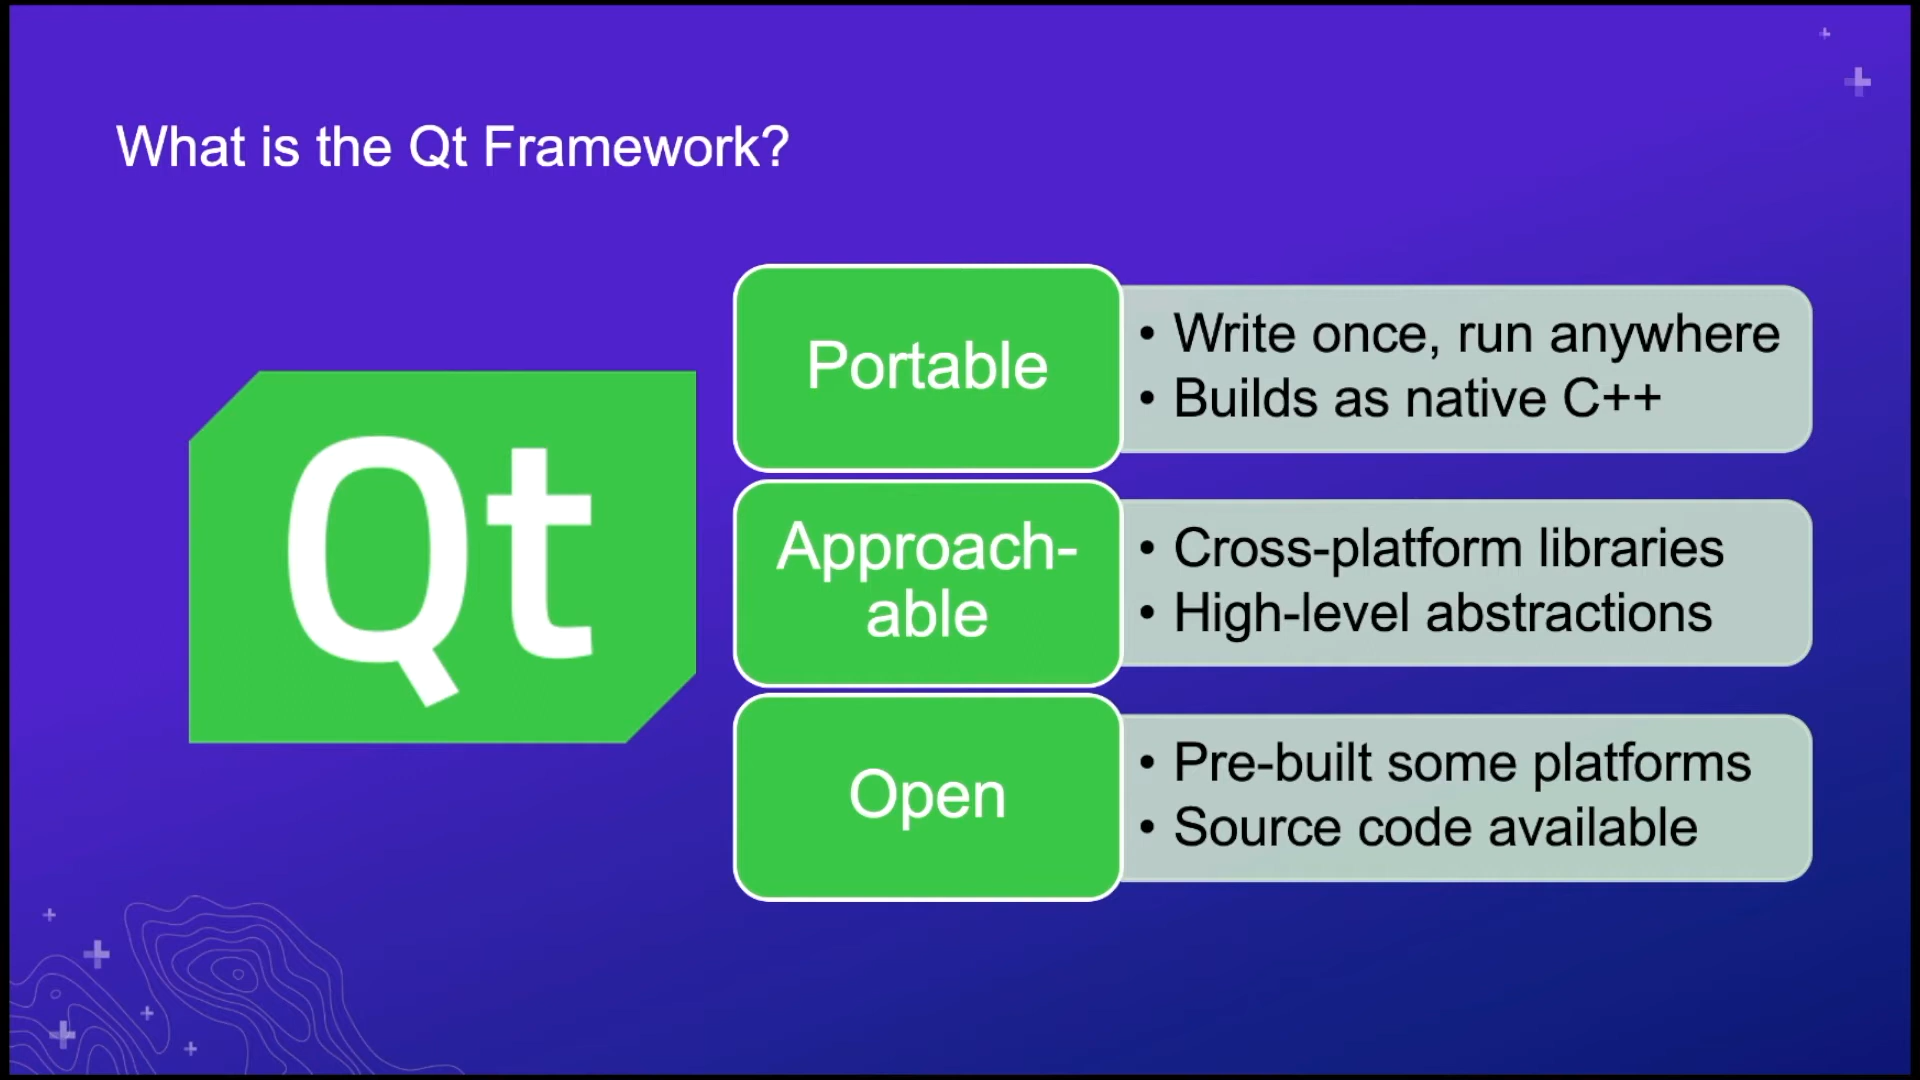 What is the Qt Framework?
Qt
Portable
• Write once, run anywhere
• Builds as native C++
Approach-
able
• Cross-platform libraries
• High-level abstractions
Open
• Pre-built some platforms
• Source code available